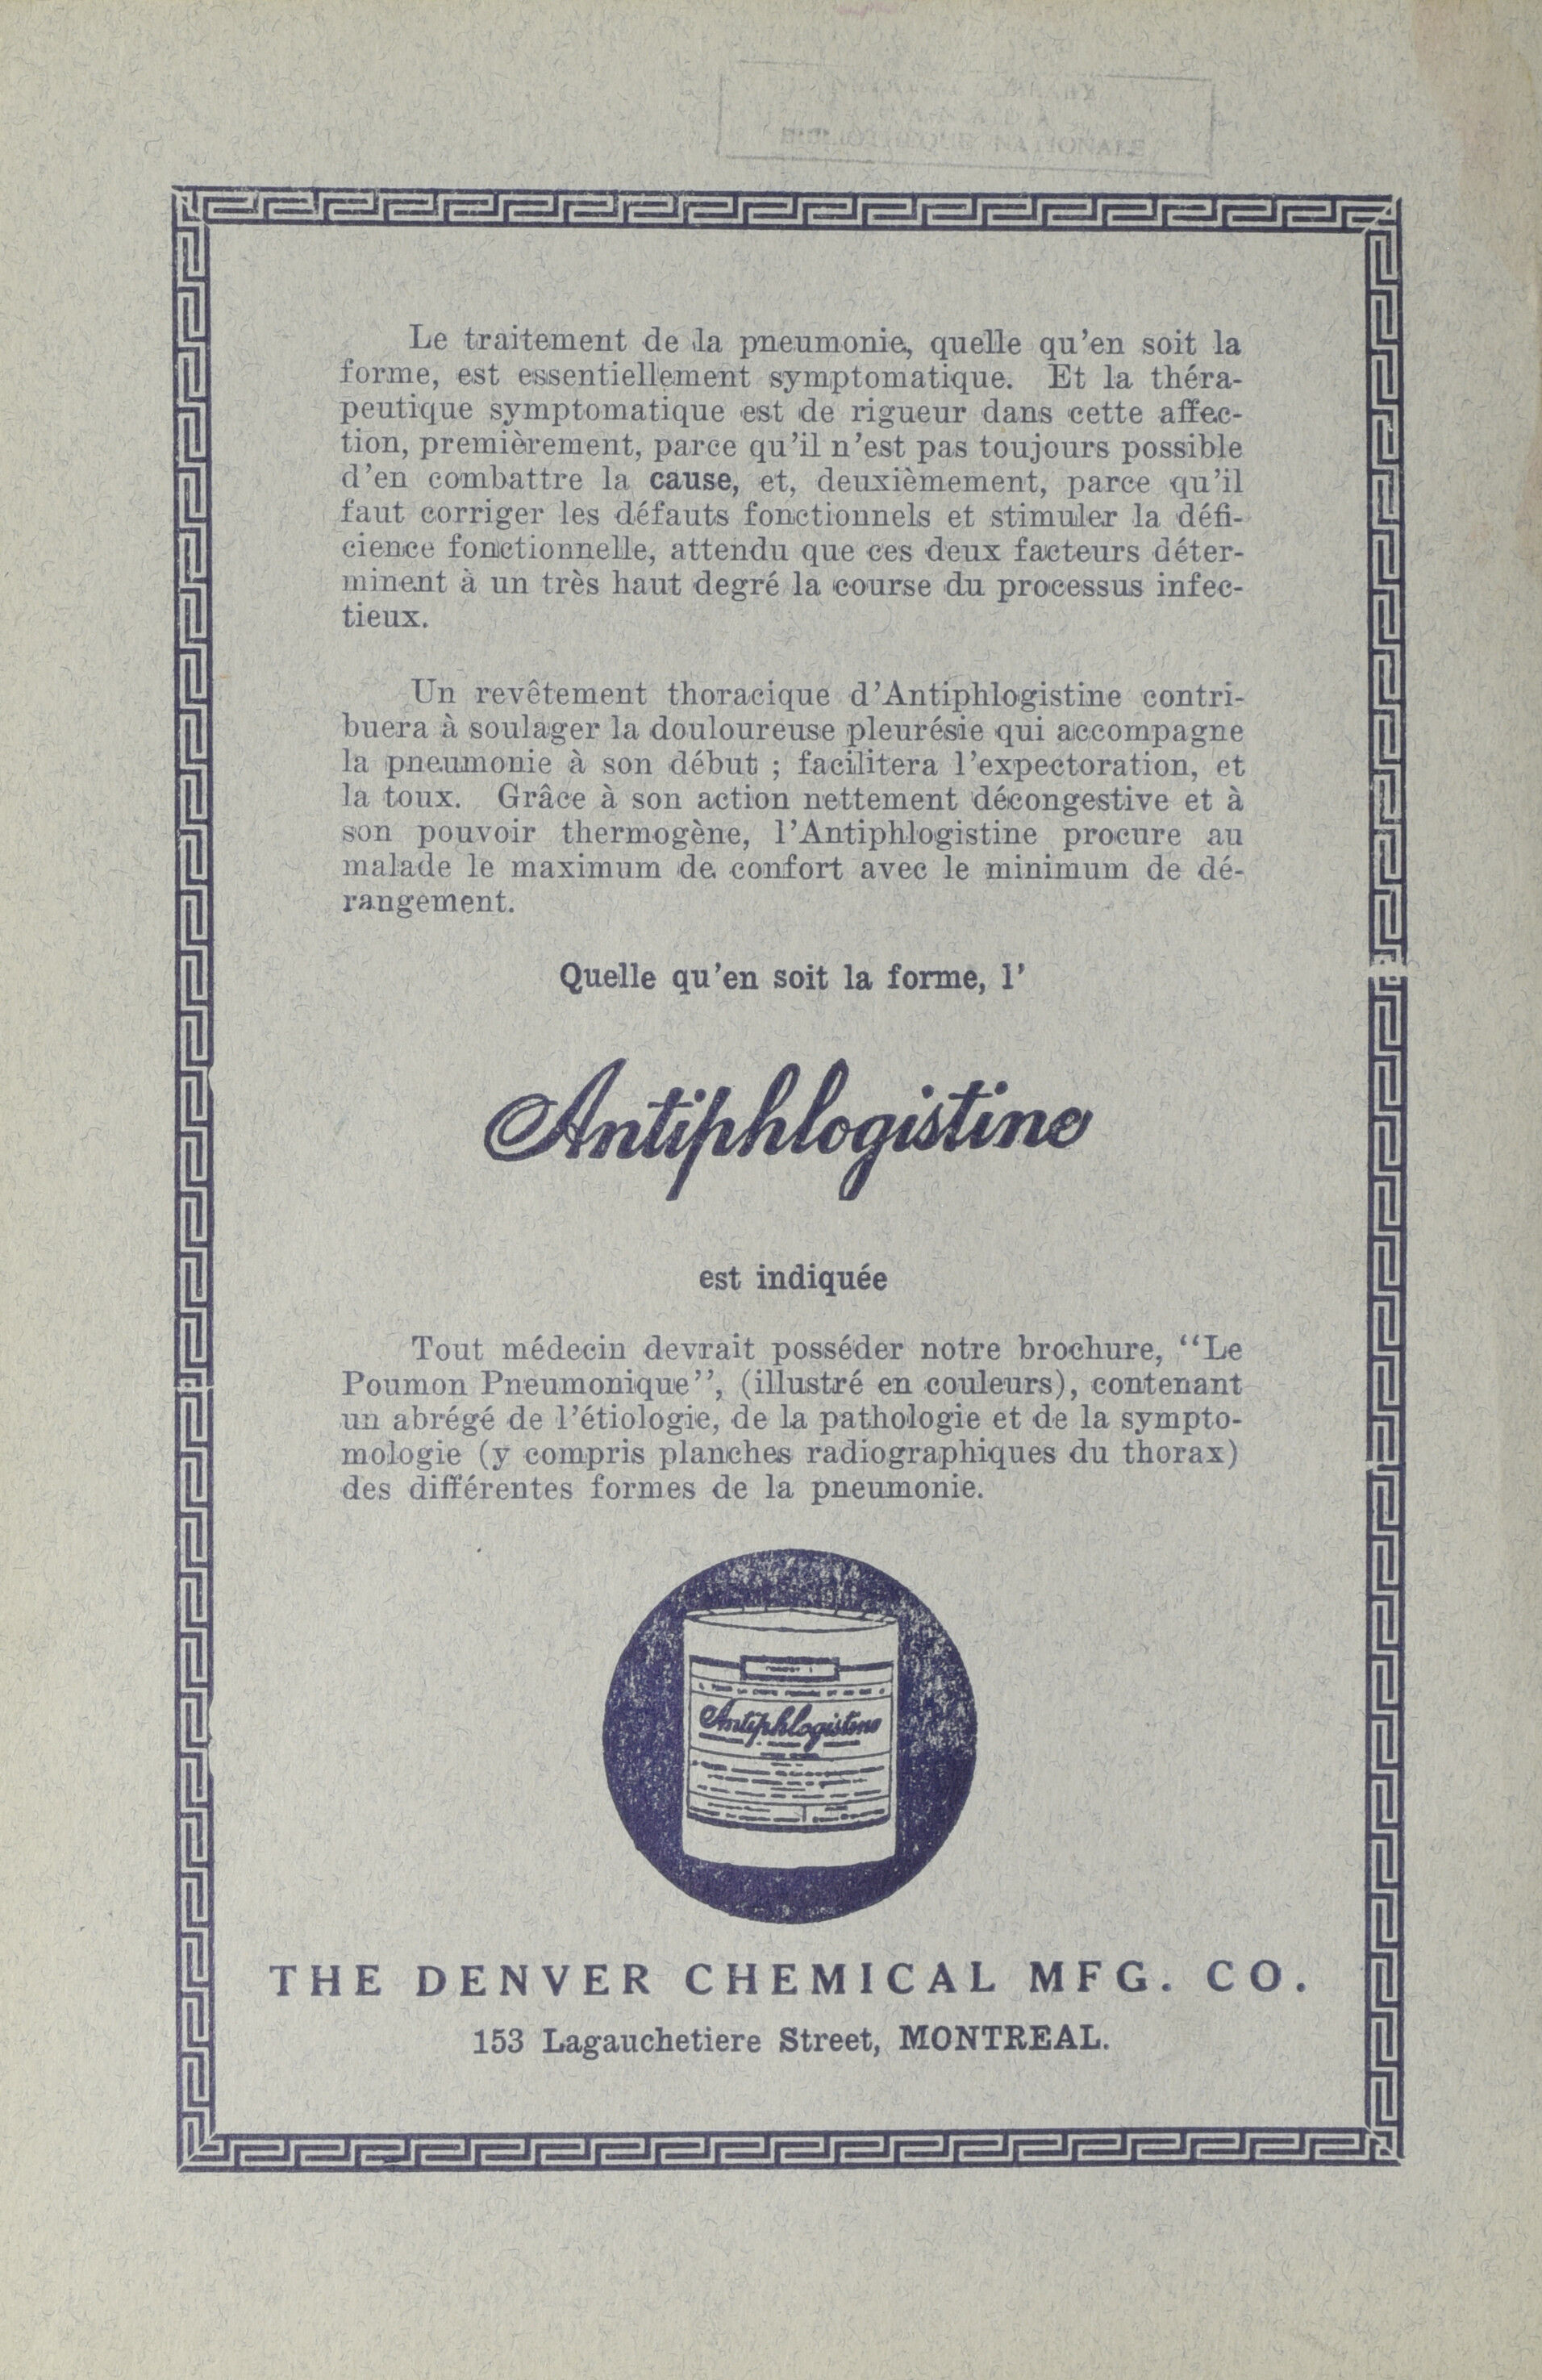 BIBLIOTHEQUE NATIONALE
Le traitement de la pneumonie, quelle qu'en soit la
forme, est essentiellement symptomatique. Et la théra-
peutique symptomatique est de rigueur dans cette affec-
tion, premièrement, parce qu'il n'est pas toujours possible
d'en combattre la cause, et, deuxièmement, parce qu'il
faut corriger les défauts fonctionnels et stimuler la défi-
cience fonctionnelle, attendu que ces deux facteurs déter-
minent à un très haut degré la course du processus infec-
tieux.
Un revêtement thoracique d'Antiphlogistine contri-
buera à soulager la douloureuse pleurésie qui accompagne
la pneumonie à son début ; facilitera l'expectoration, et
la toux. Grâce à son action nettement décongestive et à
son pouvoir thermogène, l'Antiphlogistine procure au
malade le maximum de confort avec le minimum de dé-
rangement.
Quelle qu'en soit la forme, l'
Antiphlogistine
est indiquée
Tout médecin devrait posséder notre brochure, "Le
Poumon Pneumonique", (illustré en couleurs), contenant
un abrégé de l'étiologie, de la pathologie et de la sympto-
mologie (y compris planches radiographiques du thorax)
des différentes formes de la pneumonie.
Antiphlogistine
THE DENVER CHEMICAL MFG. CO.
153 Lagauchetiere Street, MONTREAL.